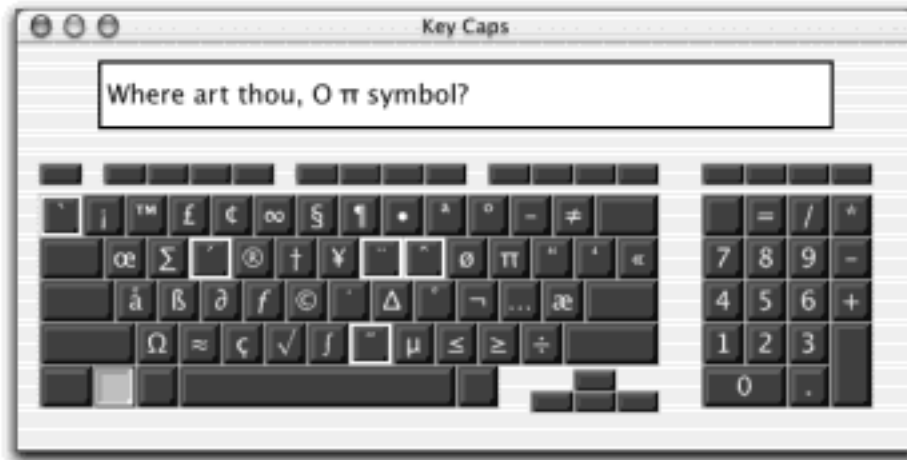 Key Caps
Where art thou, O π symbol?
` ¡ ™ £ ¢ ∞ § ¶ • ª º – ≠ = / *
œ ∑ ´ ® † ¥ ¨ ˆ ø π “ ‘ « 7 8 9 –
å ß ∂ ƒ © ˙ ∆ ˚ ¬ … æ 4 5 6 +
Ω ≈ ç √ ∫ ˜ µ ≤ ≥ ÷ 1 2 3
0 .